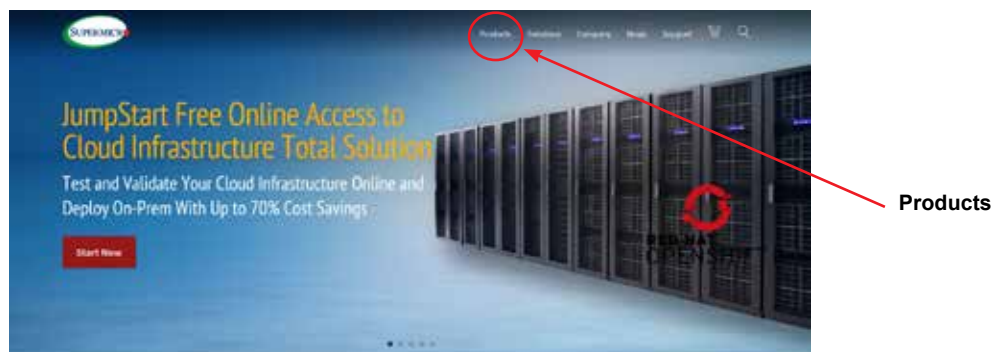 SUPERMICR
Products Solutions Company News Support
JumpStart Free Online Access to
Cloud Infrastructure Total Solution
Test and Validate Your Cloud Infrastructure Online and
Deploy On-Prem With Up to 70% Cost Savings
Start Now
RED HAT
OPENSHIFT
Products